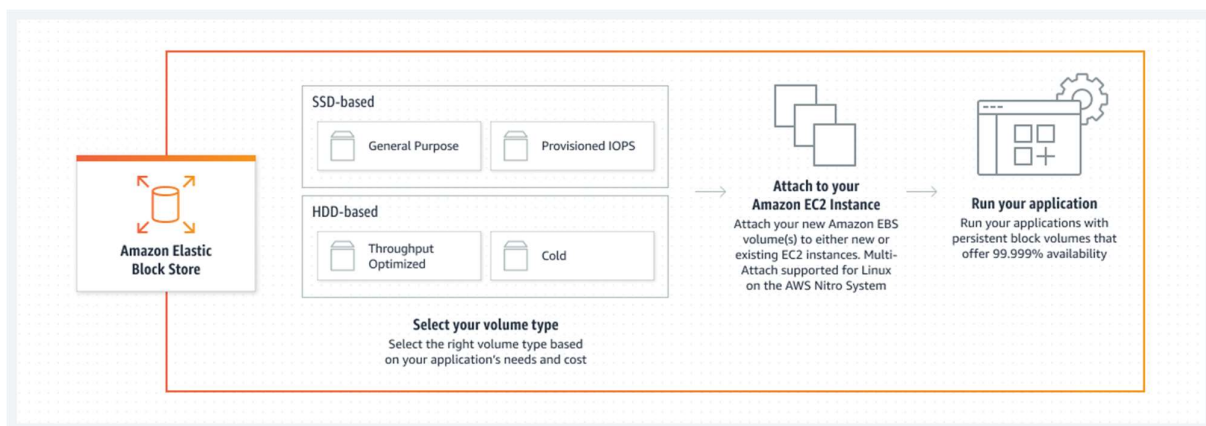 Amazon Elastic
Block Store
SSD-based
General Purpose
Provisioned IOPS
HDD-based
Throughput
Optimized
Cold
Select your volume type
Select the right volume type based
on your application's needs and cost
Attach to your
Amazon EC2 Instance
Attach your new Amazon EBS
volume(s) to either new or
existing EC2 instances. Multi-
Attach supported for Linux
on the AWS Nitro System
Run your application
Run your applications with
persistent block volumes that
offer 99.999% availability